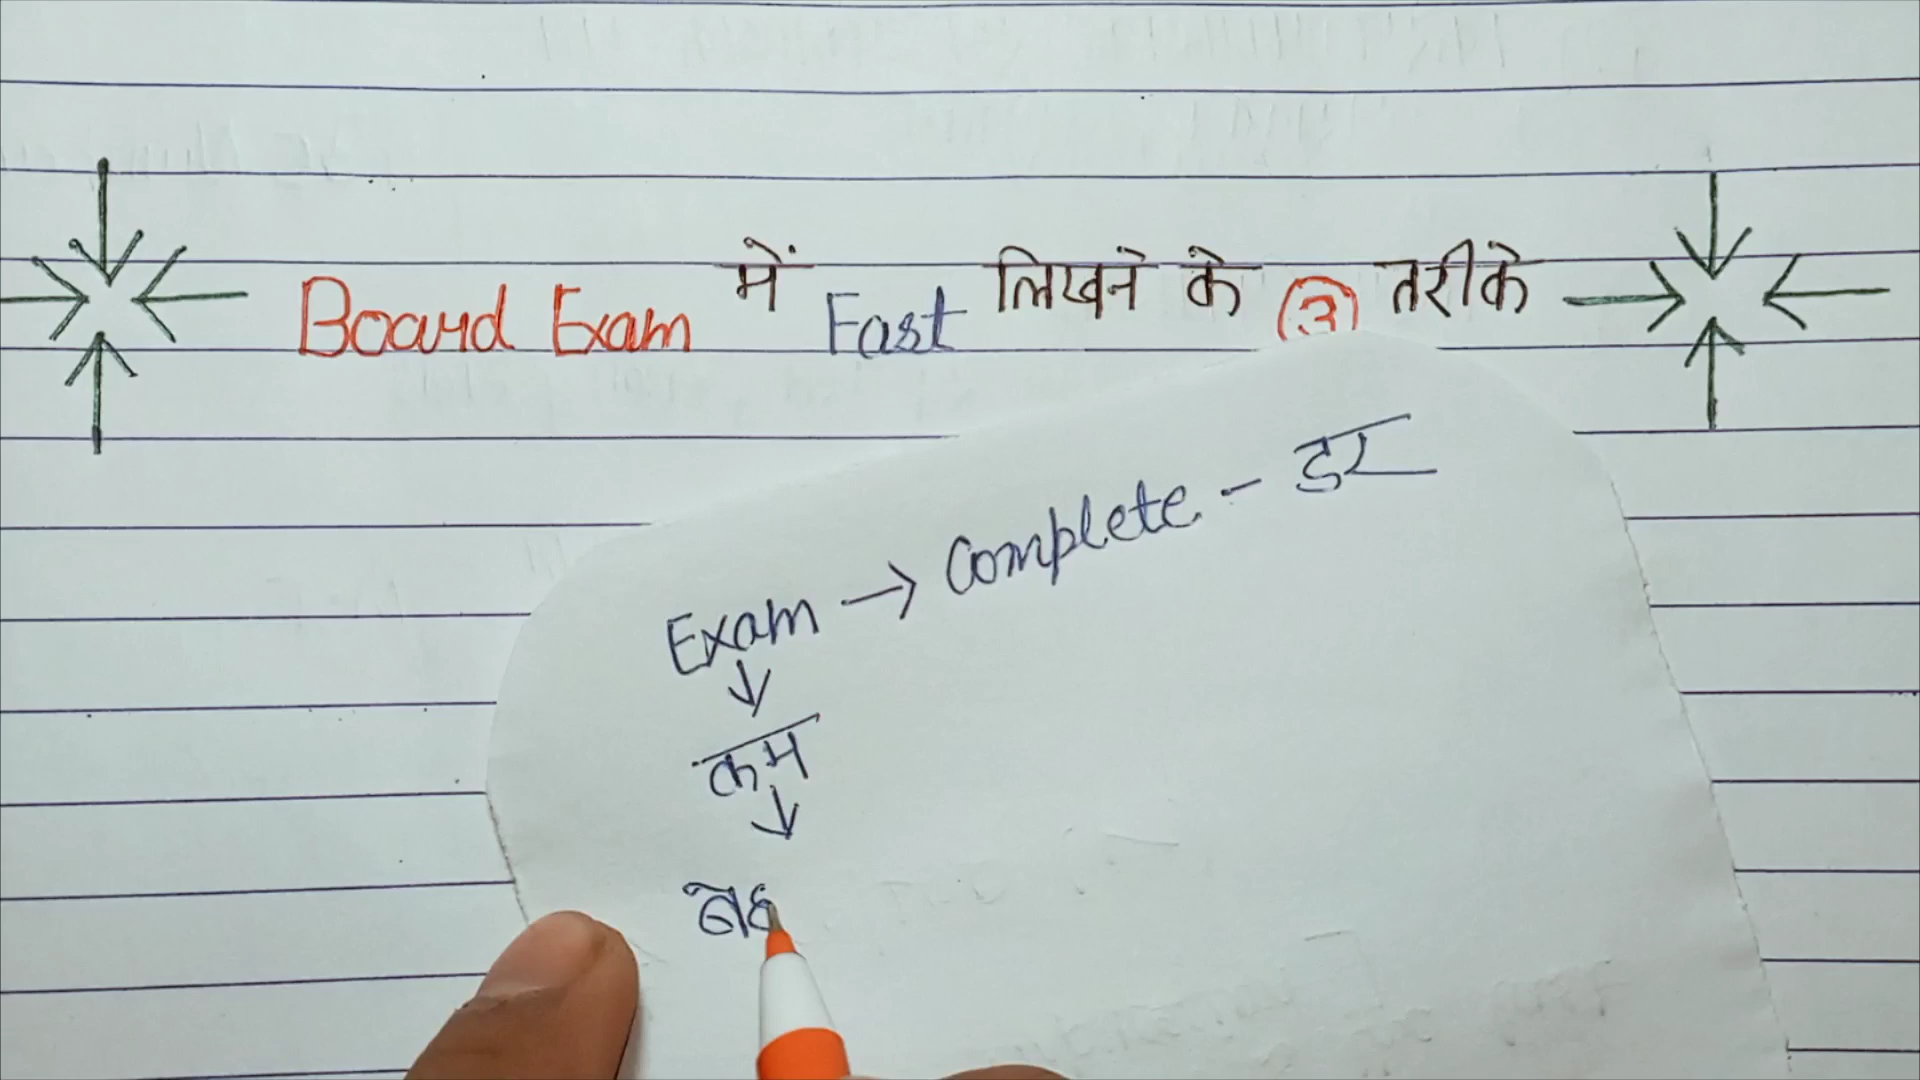 Board Exam में Fast लिखने के ③ तरीके
Exam → Complete - डर
↓
कम
↓